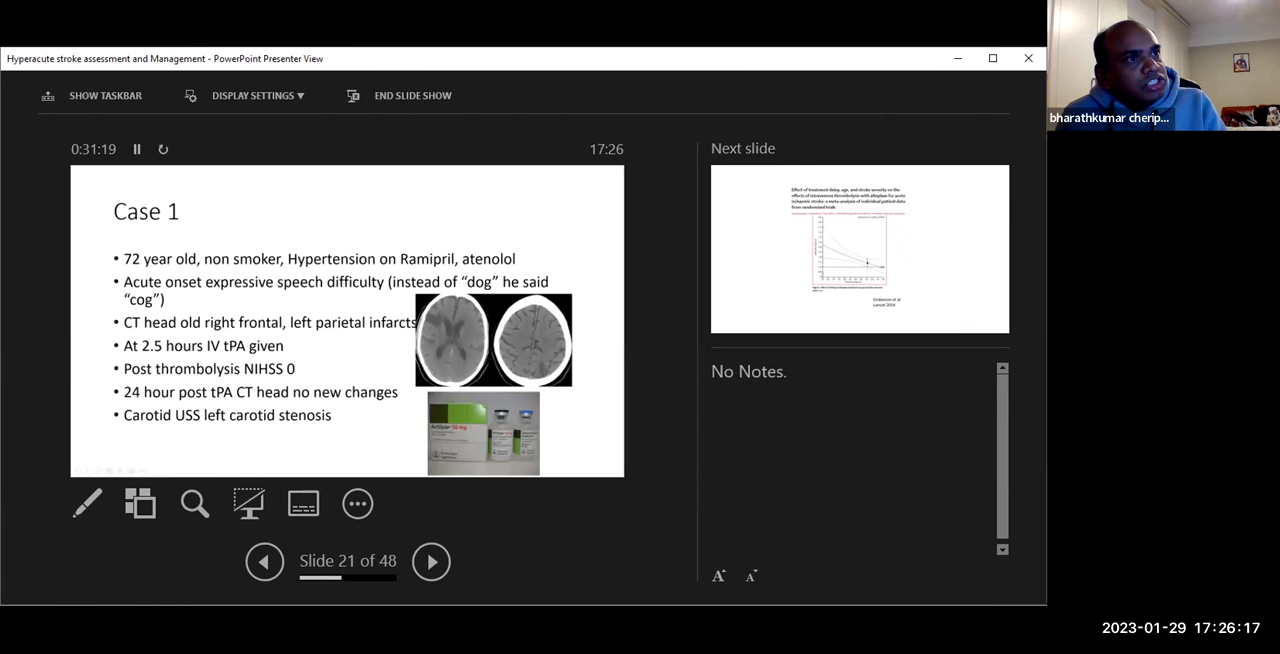 Hyperacute stroke assessment and Management - PowerPoint Presenter View
SHOW TASKBAR
DISPLAY SETTINGS ▼
END SLIDE SHOW
bharathkumar cherip...
0:31:19
17:26
Next slide
Case 1
• 72 year old, non smoker, Hypertension on Ramipril, atenolol
• Acute onset expressive speech difficulty (instead of “dog” he said
“cog”)
• CT head old right frontal, left parietal infarcts
• At 2.5 hours IV tPA given
• Post thrombolysis NIHSS 0
• 24 hour post tPA CT head no new changes
• Carotid USS left carotid stenosis
Actilyse 50 mg
Effect of treatment delay, age, and stroke severity on the
effects of intravenous thrombolysis with alteplase for acute
ischaemic stroke: a meta-analysis of individual patient data
from randomised trials
Emberson et al
Lancet 2014
No Notes.
Slide 21 of 48
A A
2023-01-29 17:26:17